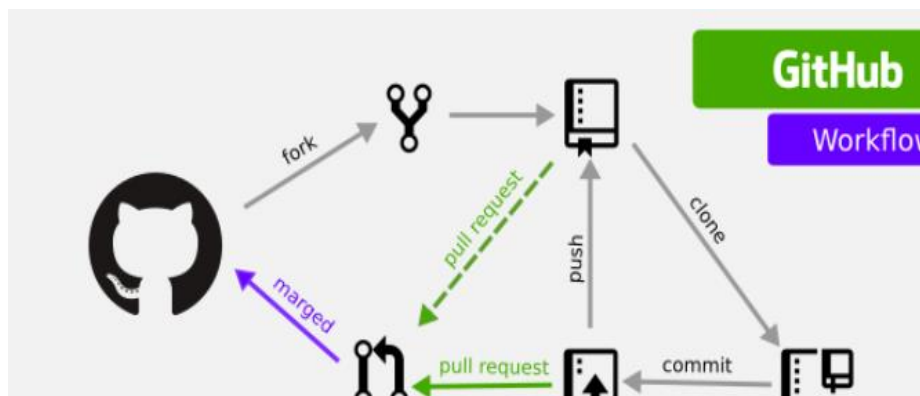 GitHub
Workflow
fork
clone
pull request
push
marged
pull request
commit